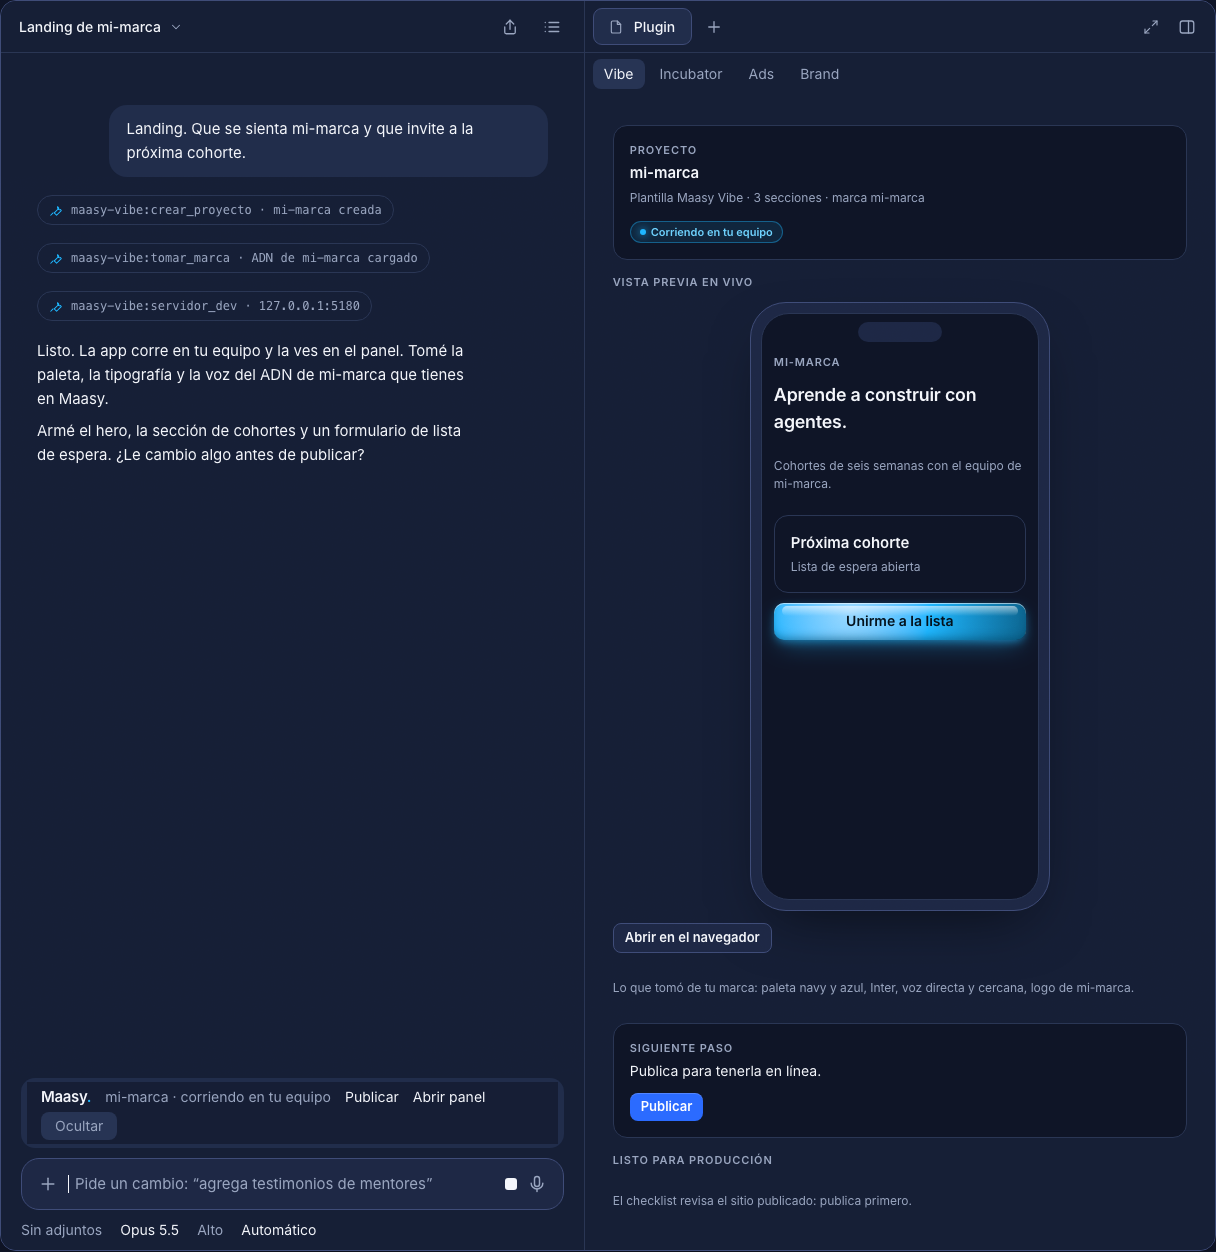 Landing de mi-marca
Landing. Que se sienta mi-marca y que invite a la
próxima cohorte.
maasy-vibe:crear_proyecto · mi-marca creada
maasy-vibe:tomar_marca · ADN de mi-marca cargado
maasy-vibe:servidor_dev · 127.0.0.1:5180
Listo. La app corre en tu equipo y la ves en el panel. Tomé la
paleta, la tipografía y la voz del ADN de mi-marca que tienes
en Maasy.
Armé el hero, la sección de cohortes y un formulario de lista
de espera. ¿Le cambio algo antes de publicar?
Maasy. mi-marca · corriendo en tu equipo Publicar Abrir panel
Ocultar
Pide un cambio: “agrega testimonios de mentores”
Sin adjuntos Opus 5.5 Alto Automático
Plugin
Vibe Incubator Ads Brand
PROYECTO
mi-marca
Plantilla Maasy Vibe · 3 secciones · marca mi-marca
Corriendo en tu equipo
VISTA PREVIA EN VIVO
MI-MARCA
Aprende a construir con
agentes.
Cohortes de seis semanas con el equipo de
mi-marca.
Próxima cohorte
Lista de espera abierta
Unirme a la lista
Abrir en el navegador
Lo que tomó de tu marca: paleta navy y azul, Inter, voz directa y cercana, logo de mi-marca.
SIGUIENTE PASO
Publica para tenerla en línea.
Publicar
LISTO PARA PRODUCCIÓN
El checklist revisa el sitio publicado: publica primero.